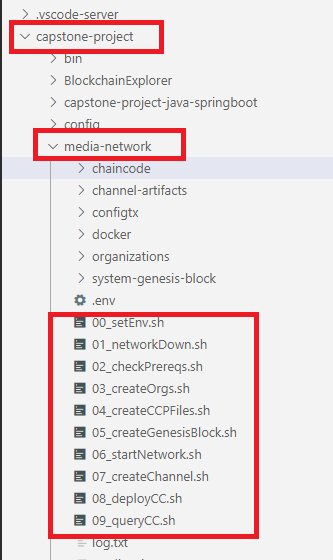 .vscode-server
capstone-project
bin
BlockchainExplorer
capstone-project-java-springboot
config
media-network
chaincode
channel-artifacts
configtx
docker
organizations
system-genesis-block
.env
00_setEnv.sh
01_networkDown.sh
02_checkPrereqs.sh
03_createOrgs.sh
04_createCCPFiles.sh
05_createGenesisBlock.sh
06_startNetwork.sh
07_createChannel.sh
08_deployCC.sh
09_queryCC.sh
log.txt